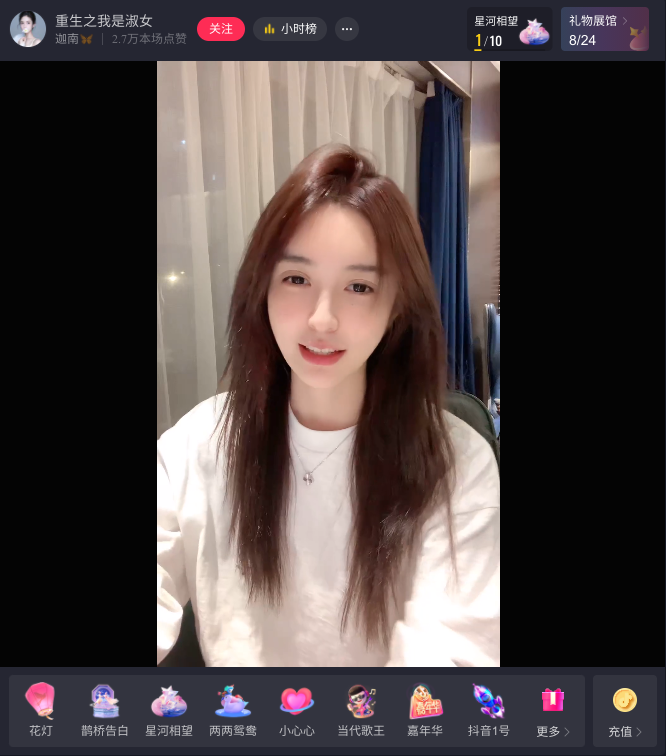 重生之我是淑女
迦南🦋 | 2.7万本场点赞
关注
小时榜
星河相望
1/10
礼物展馆 >
8/24
花灯
鹊桥告白
星河相望
两两鸳鸯
小心心
当代歌王
嘉年华
嘉年华
抖音1号
更多 >
充值 >